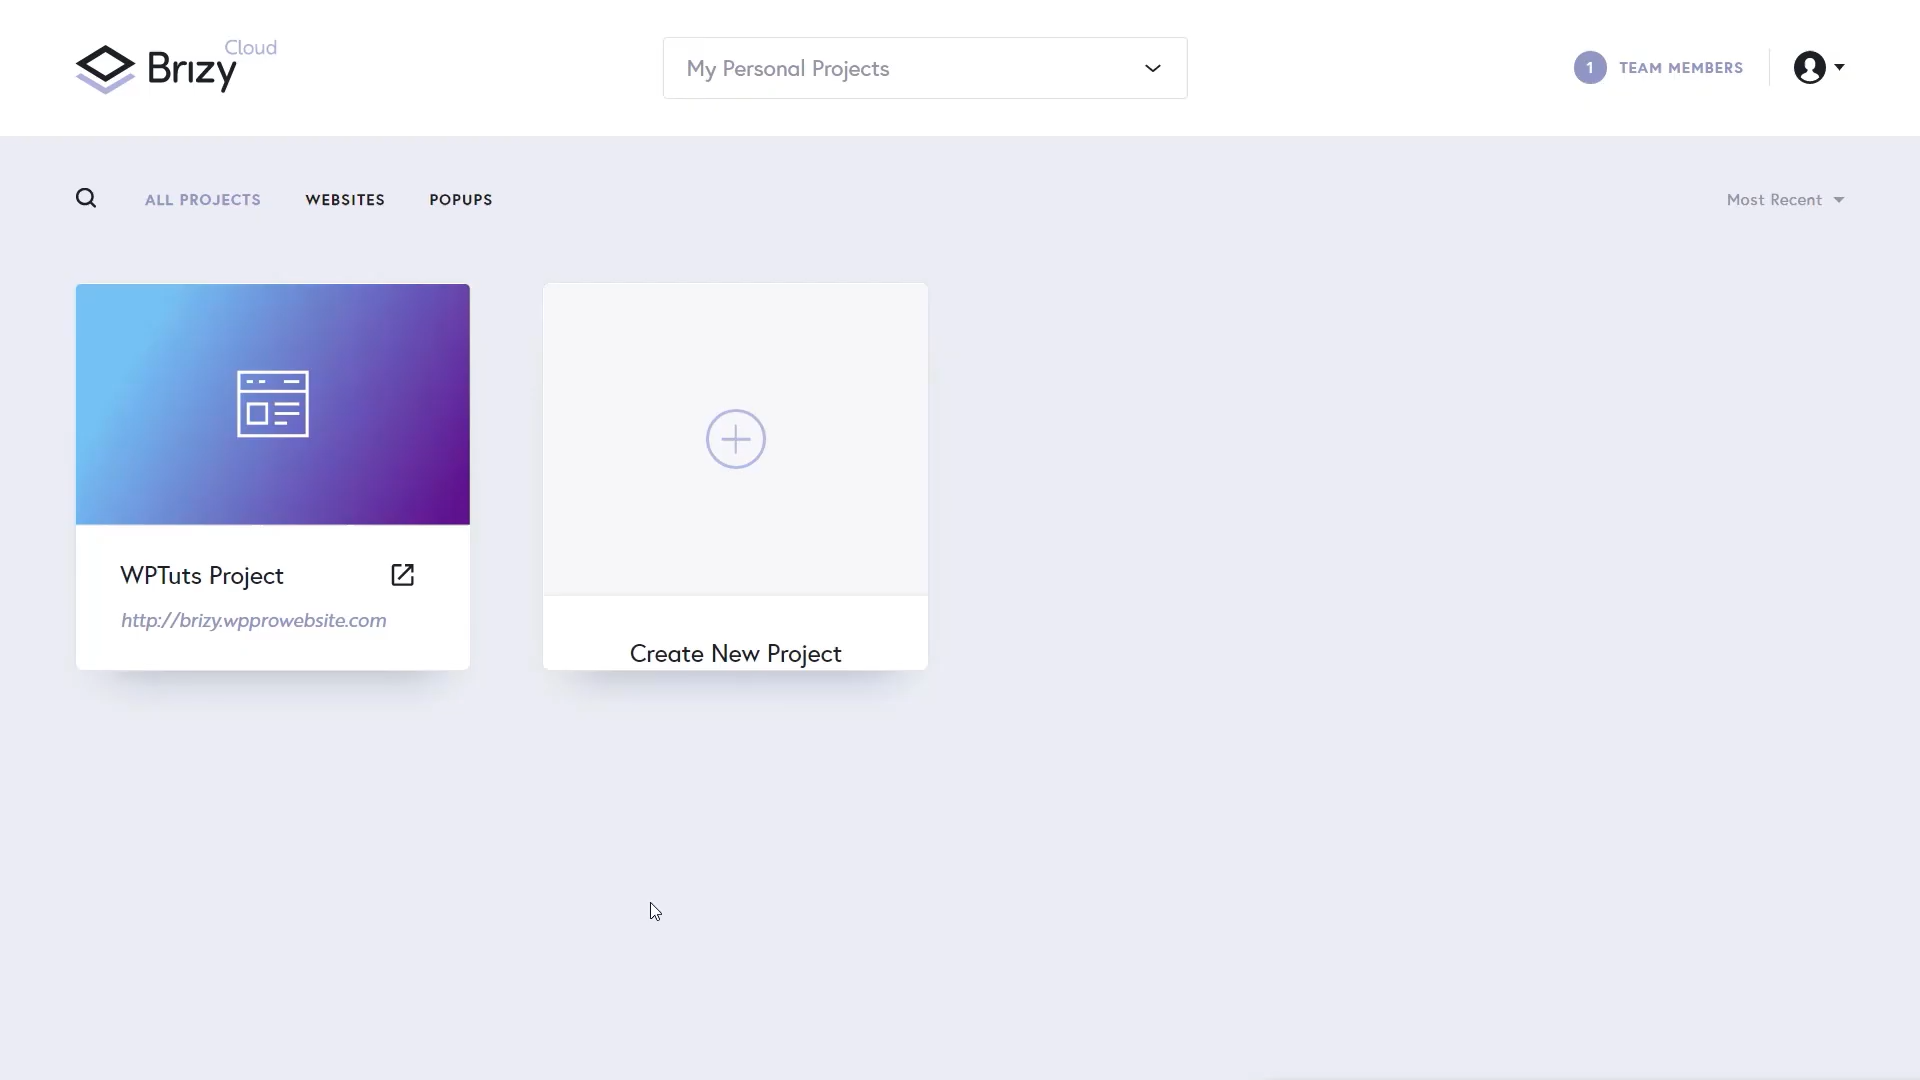 Brizy Cloud
My Personal Projects
1 TEAM MEMBERS
ALL PROJECTS
WEBSITES
POPUPS
Most Recent
WPTuts Project
http://brizy.wpprowebsite.com
Create New Project